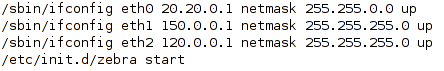 /sbin/ifconfig eth0 20.20.0.1 netmask 255.255.0.0 up
/sbin/ifconfig eth1 150.0.0.1 netmask 255.255.255.0 up
/sbin/ifconfig eth2 120.0.0.1 netmask 255.255.255.0 up
/etc/init.d/zebra start